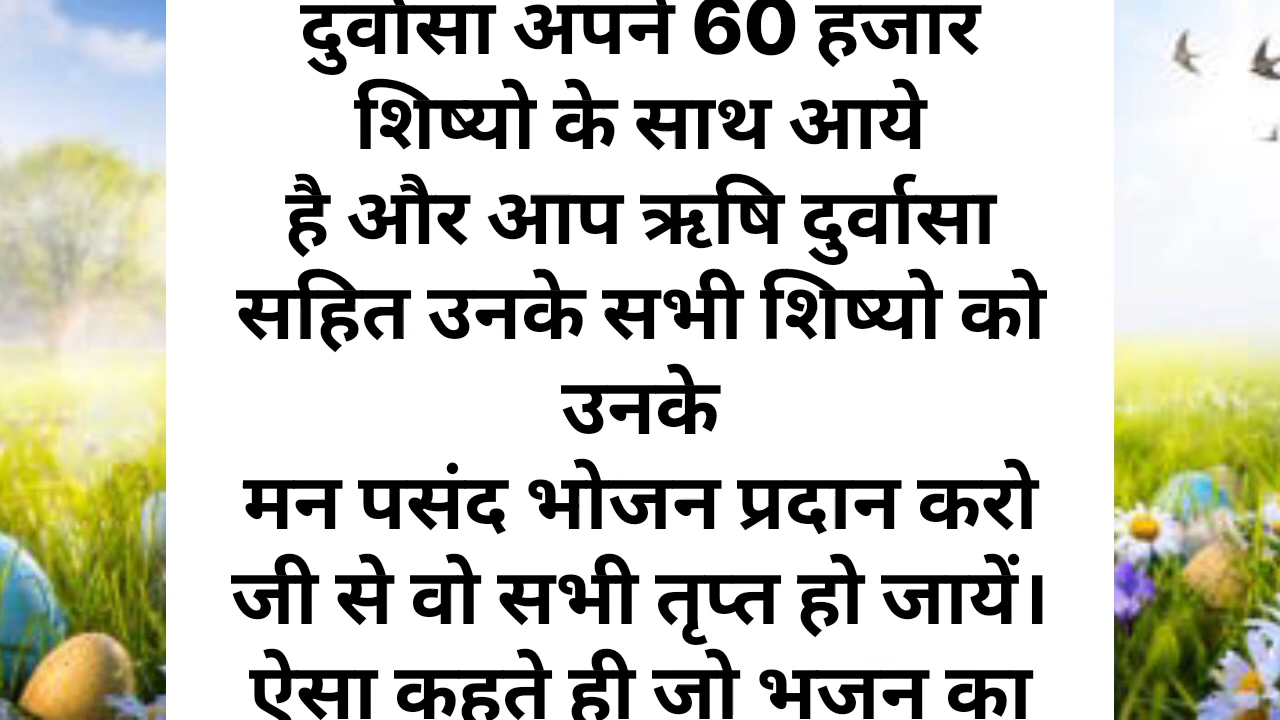 दुर्वासा अपने 60 हजार
शिष्यो के साथ आये
है और आप ऋषि दुर्वासा
सहित उनके सभी शिष्यो को
उनके
मन पसंद भोजन प्रदान करो
जी से वो सभी तृप्त हो जायें।
ऐसा कहते ही जो भजन का